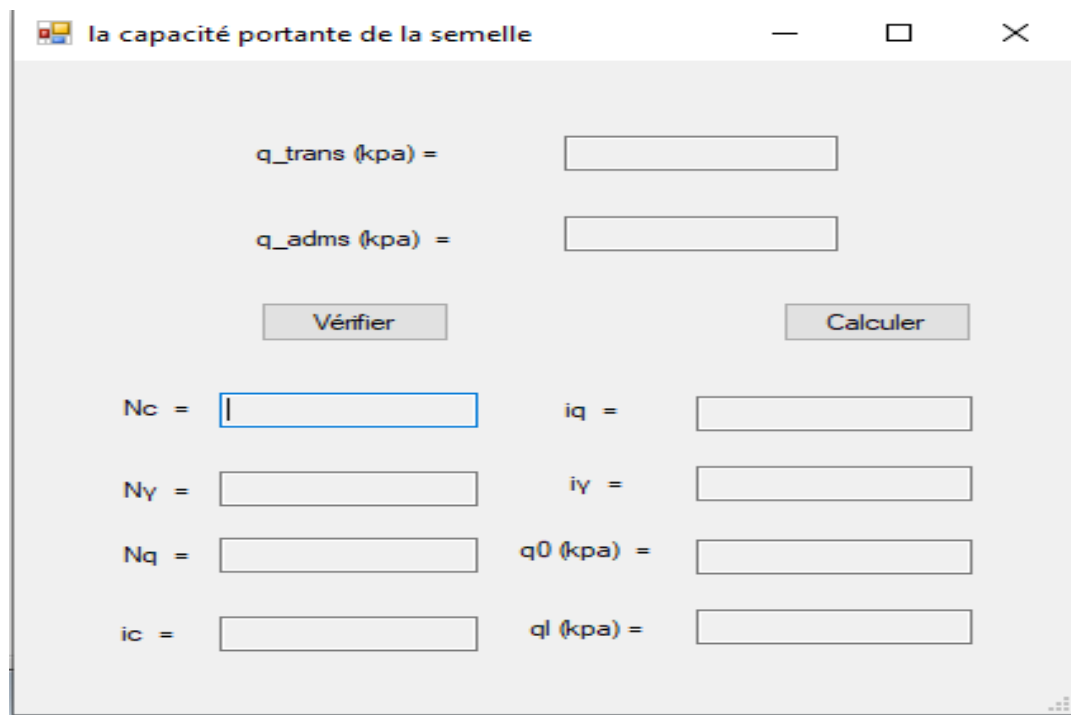 la capacité portante de la semelle
q_trans (kpa) =
q_adms (kpa) =
Vérifier Calculer
Nc = iq =
Nγ = iγ =
Nq = q0 (kpa) =
ic = ql (kpa) =